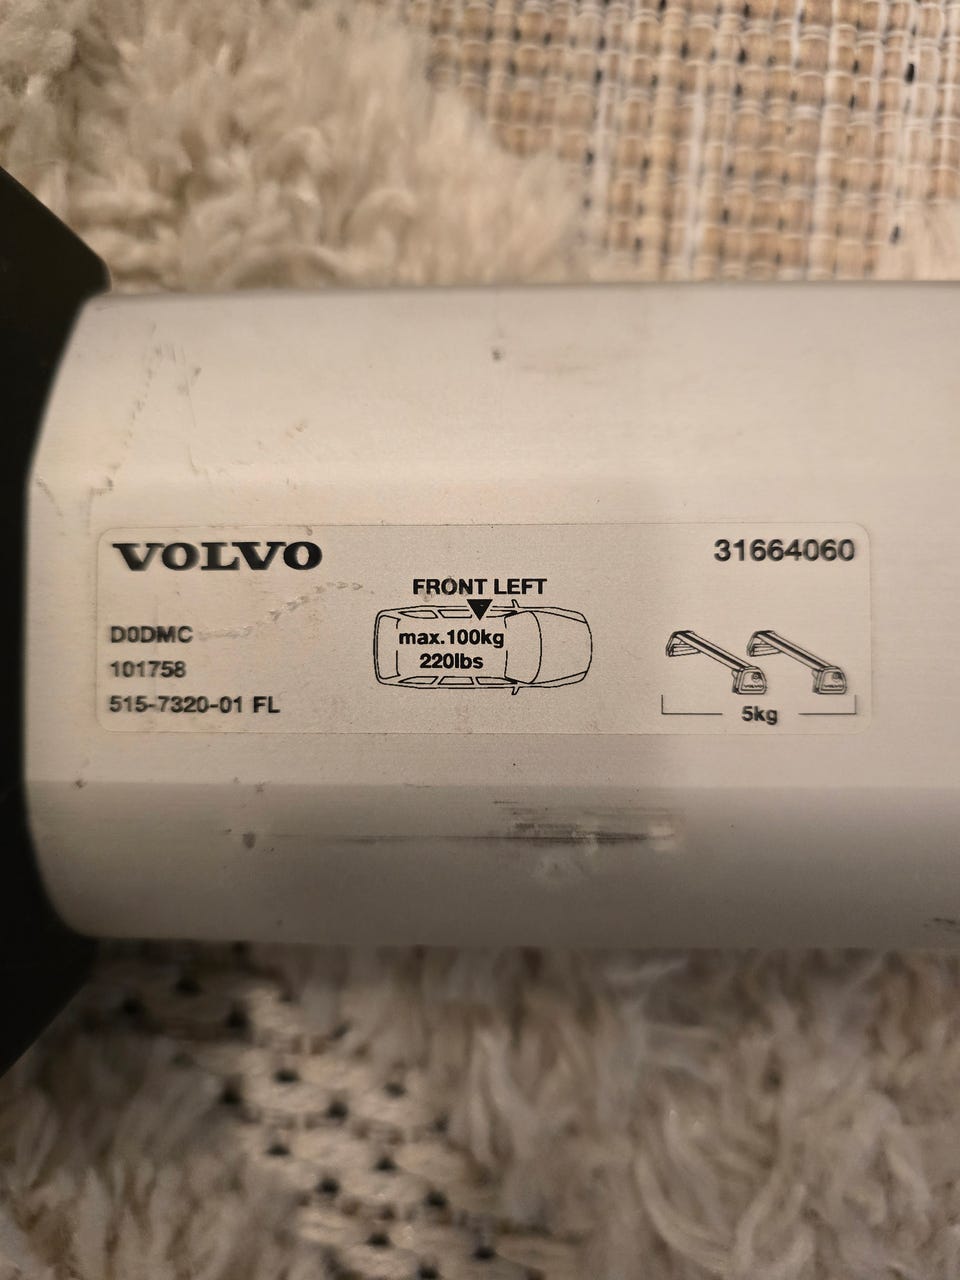 VOLVO
31664060
FRONT LEFT
D0DMC
max.100kg
101758
220lbs
515-7320-01 FL
5kg